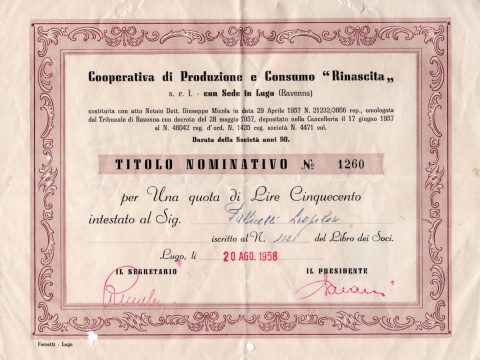 Cooperativa di Produzione e Consumo "Rinascita"
s. r. l. - con Sede in Lugo (Ravenna)
costituita con atto Notaio Dott. Giuseppe Micela in data 29 Aprile 1957 N. 21232/3866 rep., omologata
dal Tribunale di Ravenna con decreto del 28 maggio 1957, depositato nella Cancelleria il 17 giugno 1957
al N. 46042 reg. d'ord. N. 1425 reg. società N. 4471 vol.
Durata della Società anni 90.
TITOLO NOMINATIVO № 1260
per Una quota di Lire Cinquecento
intestato al Sig.
iscritto al N. del Libro dei Soci.
Lugo, li 20 AGO. 1958
IL SEGRETARIO IL PRESIDENTE
Ferretti - Lugo